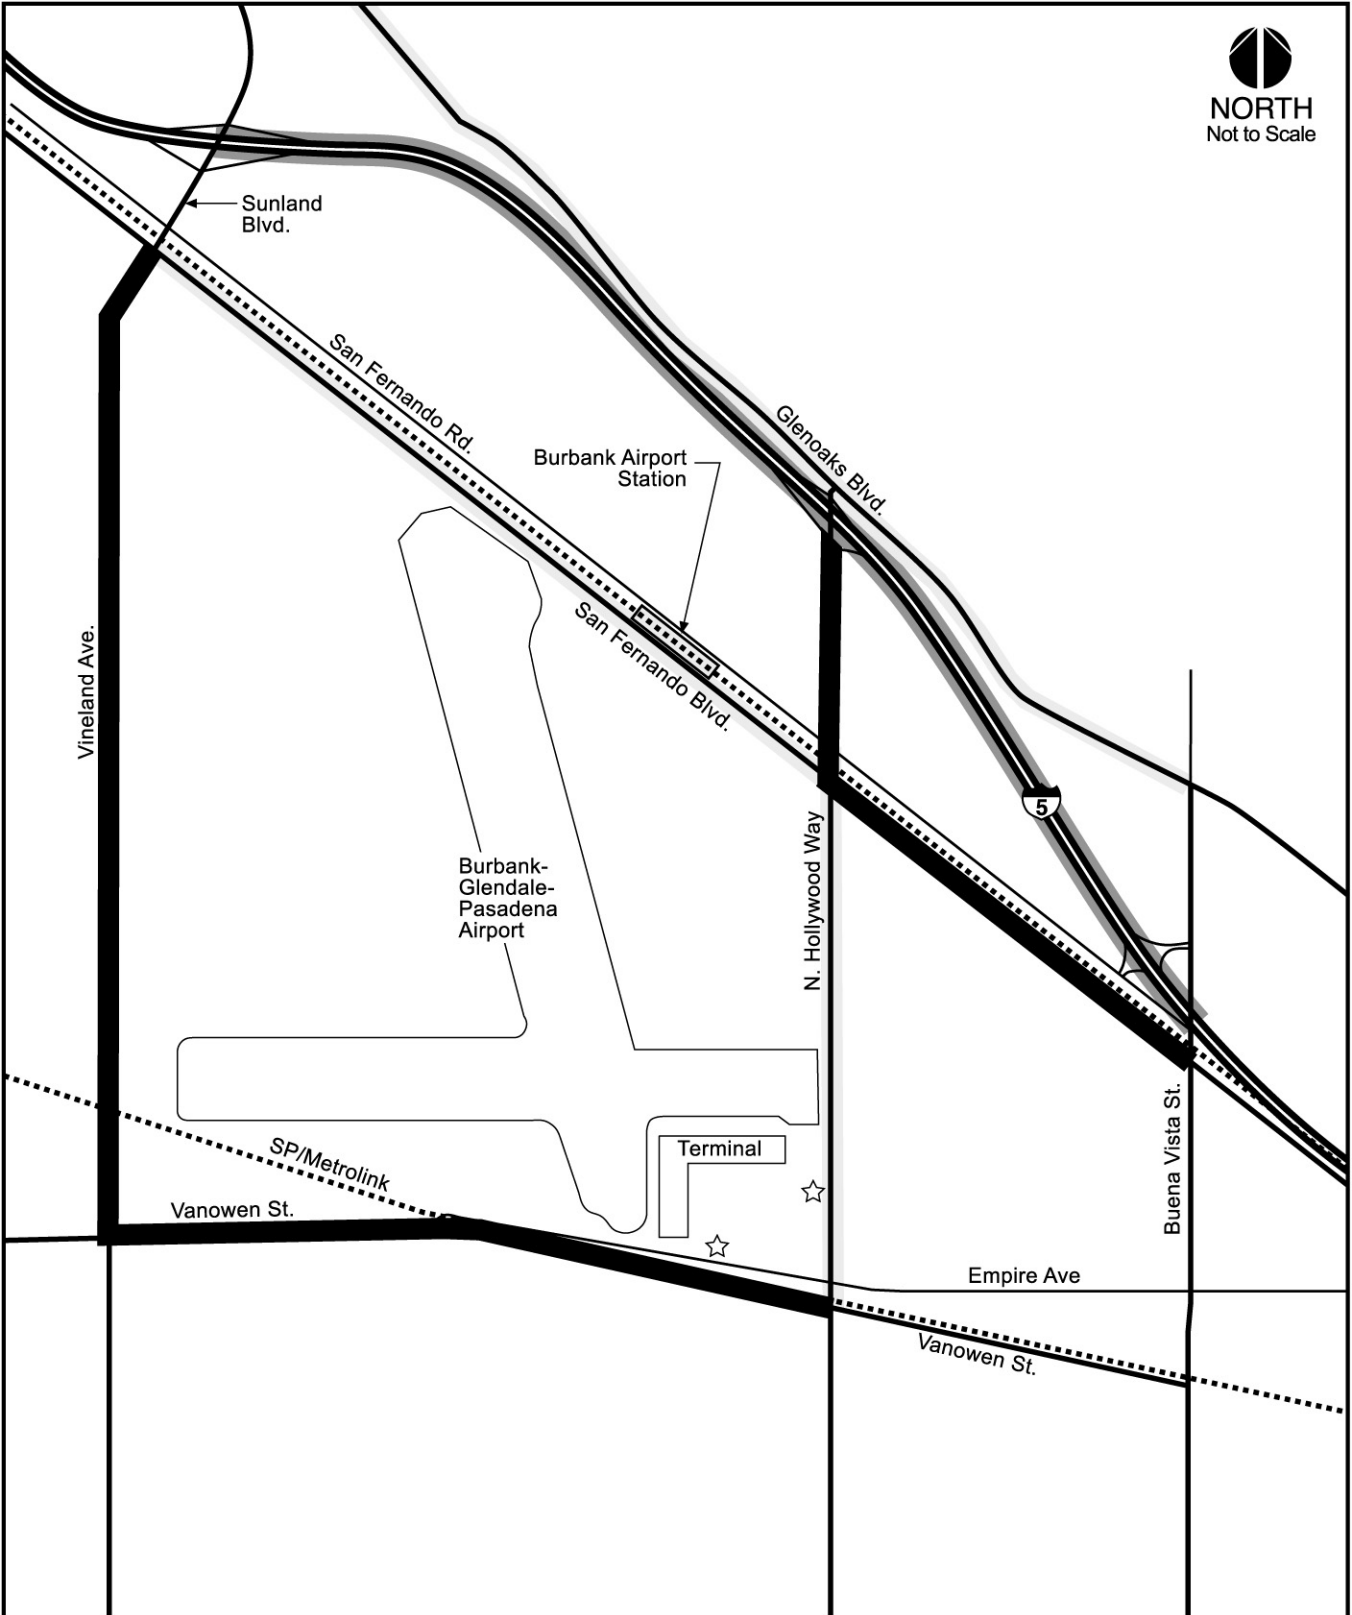 NORTH
Not to Scale
Sunland
Blvd.
San Fernando Rd.
Glenoaks Blvd.
Burbank Airport
Station
San Fernando Blvd.
Vineland Ave.
5
N. Hollywood Way
Burbank-
Glendale-
Pasadena
Airport
Buena Vista St.
Terminal
SP/Metrolink
Vanowen St.
Empire Ave
Vanowen St.